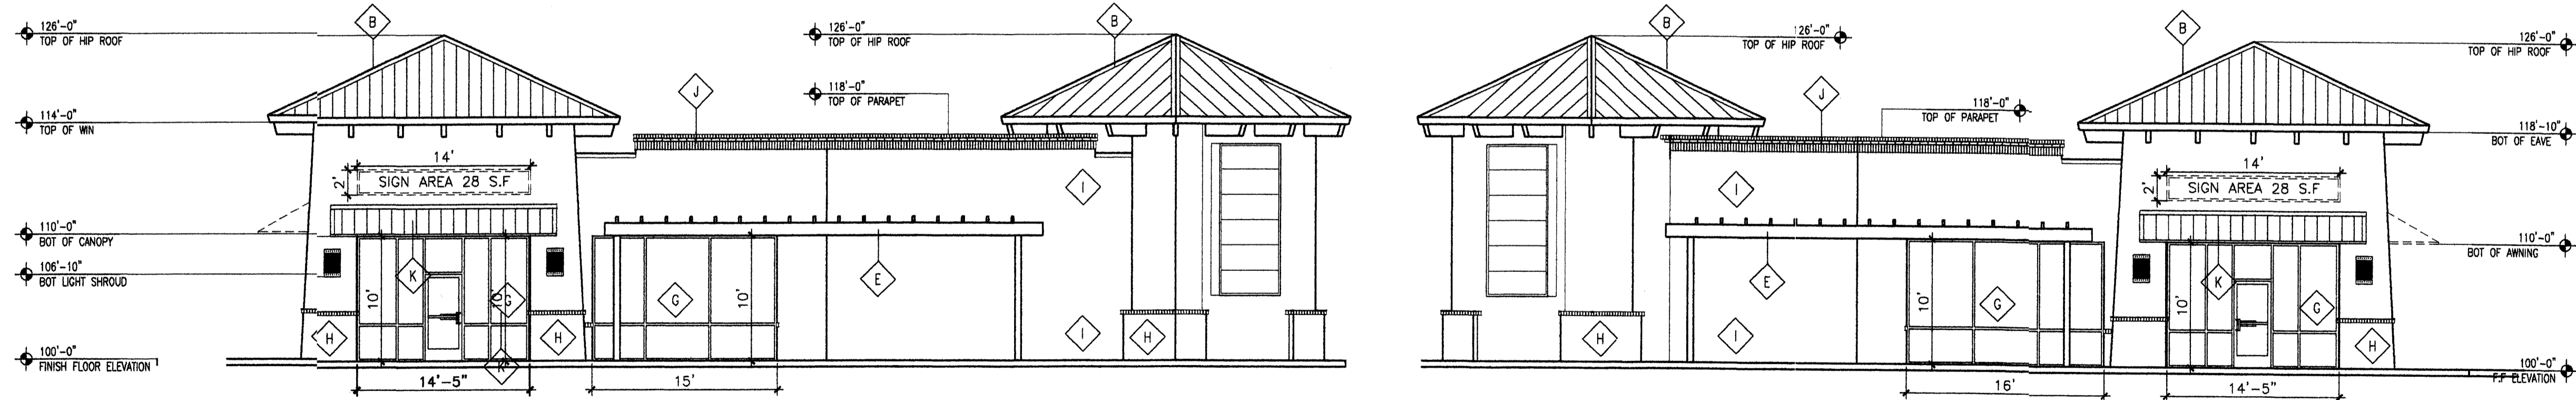 126'-0"
TOP OF HIP ROOF
B
126'-0"
TOP OF HIP ROOF
B
118'-0"
TOP OF PARAPET
J
114'-0"
TOP OF WIN
14'
2'
SIGN AREA 28 S.F
I
110'-0"
BOT OF CANOPY
106'-10"
BOT LIGHT SHROUD
K
10'
10'
G
G
10'
E
H
H
I
H
100'-0"
FINISH FLOOR ELEVATION
K
14'-5"
15'
B
126'-0"
TOP OF HIP ROOF
B
126'-0"
TOP OF HIP ROOF
J
118'-0"
TOP OF PARAPET
118'-10"
BOT OF EAVE
14'
2'
SIGN AREA 28 S.F
I
110'-0"
BOT OF AWNING
E
K
10'
G
10'
G
H
I
H
100'-0"
F.F ELEVATION
16'
14'-5"